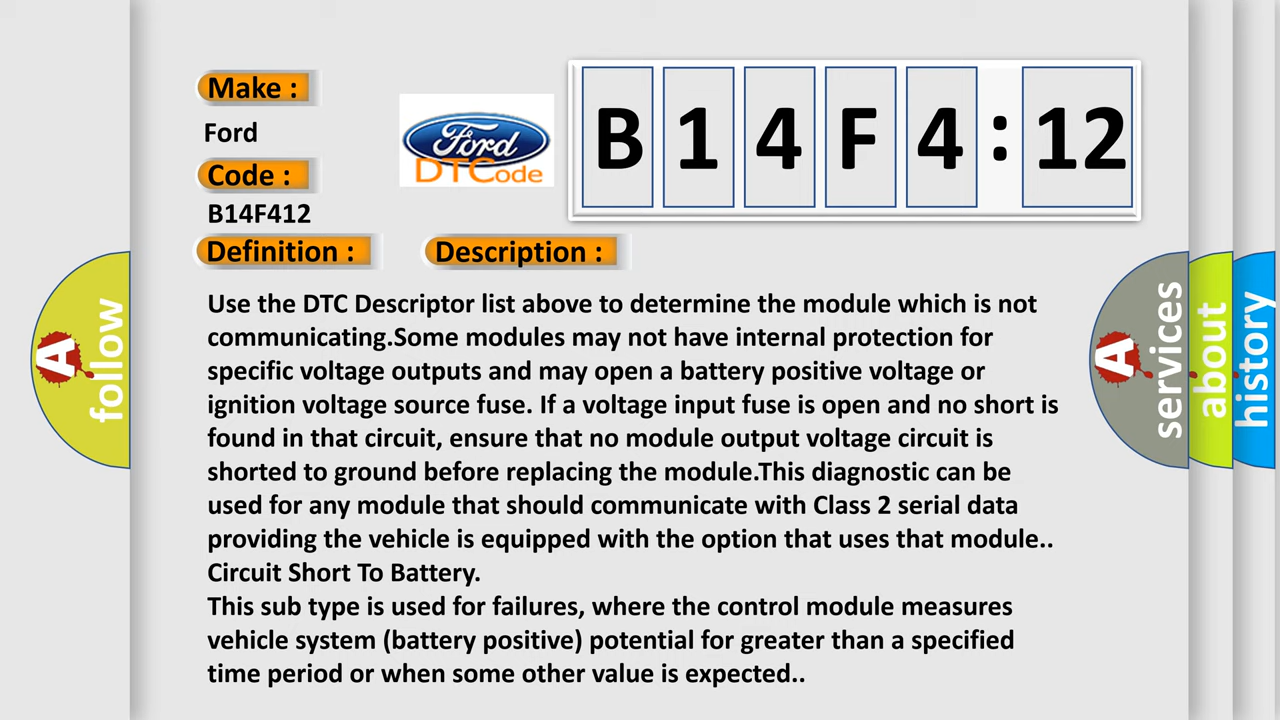 Make :
Ford
Code :
B14F412
Definition :
Description :
Ford
DTCode
B 1 4 F 4 : 12
Use the DTC Descriptor list above to determine the module which is not
communicatingSome modules may not have internal protection for
specific voltage outputs and may open a battery positive voltage or
ignition voltage source fuse. If a voltage input fuse is open and no short is
found in that circuit, ensure that no module output voltage circuit is
shorted to ground before replacing the moduleThis diagnostic can be
used for any module that should communicate with Class 2 serial data
providing the vehicle is equipped with the option that uses that module..
Circuit Short To Battery.
This sub type is used for failures, where the control module measures
vehicle system (battery positive) potential for greater than a specified
time period or when some other value is expected..
A
follow
A
services
about
history